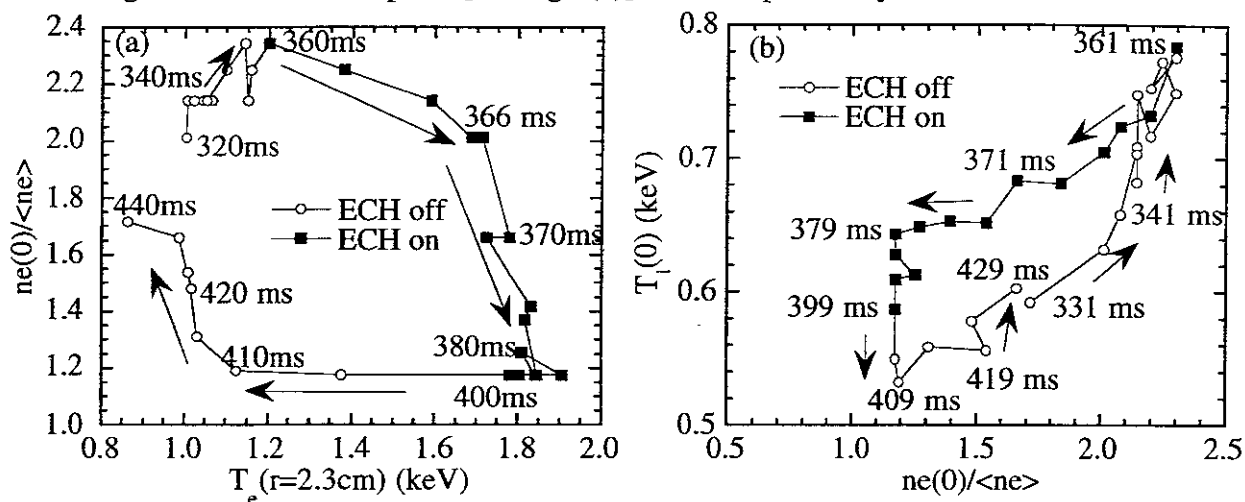 (a)
2.4
2.2
2.0
1.8
1.6
1.4
1.2
1.0
ne(0)/<ne>
360ms
340ms
366 ms
320ms
440ms
ECH off
ECH on
370ms
420 ms
380ms
410ms
400ms
0.8 1.0 1.2 1.4 1.6 1.8 2.0
T_e(r=2.3cm) (keV)
(b)
0.8
0.7
0.6
0.5
T_i(0) (keV)
361 ms
ECH off
ECH on
371 ms
379 ms
341 ms
429 ms
399 ms
331 ms
419 ms
409 ms
0.5 1.0 1.5 2.0 2.5
ne(0)/<ne>